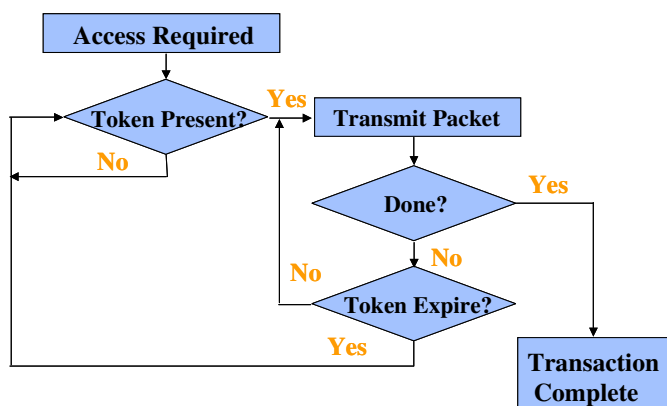 Access Required
Token Present?
Yes
Transmit Packet
No
Done?
Yes
No
No
Token Expire?
Yes
Transaction
Complete